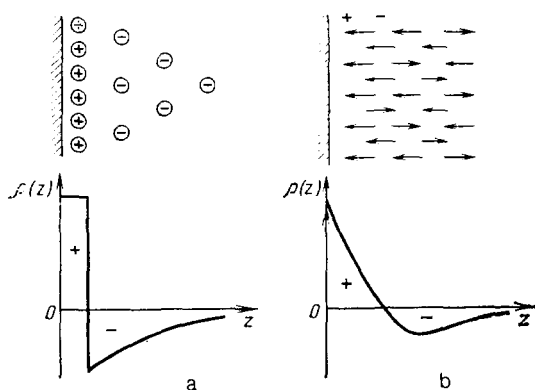 + −
⊕ ⊖
⊕ ⊖
⊕ ⊖ ⊖
⊕ ⊖
⊕ ⊖
⊕
ρ(z) ρ(z)
+ +
0 − z 0 − z
a b